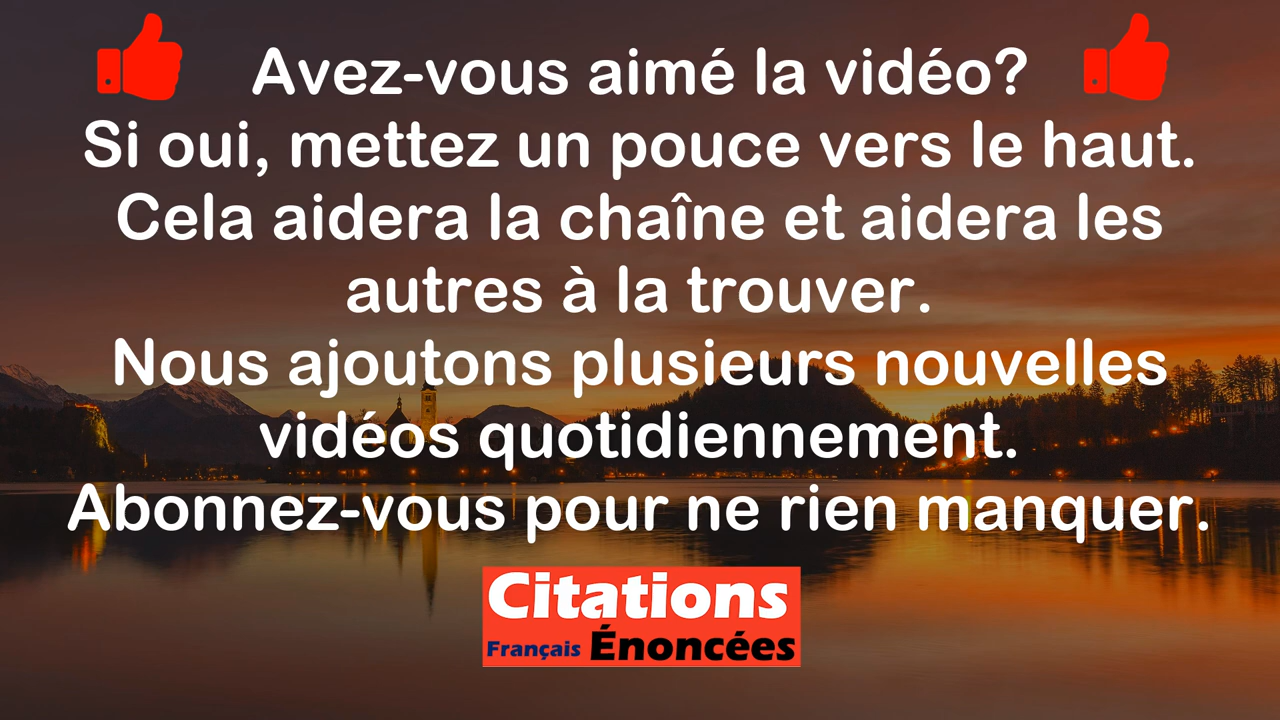 Avez-vous aimé la vidéo?
Si oui, mettez un pouce vers le haut.
Cela aidera la chaîne et aidera les
autres à la trouver.
Nous ajoutons plusieurs nouvelles
vidéos quotidiennement.
Abonnez-vous pour ne rien manquer.
Citations
Français Énoncées